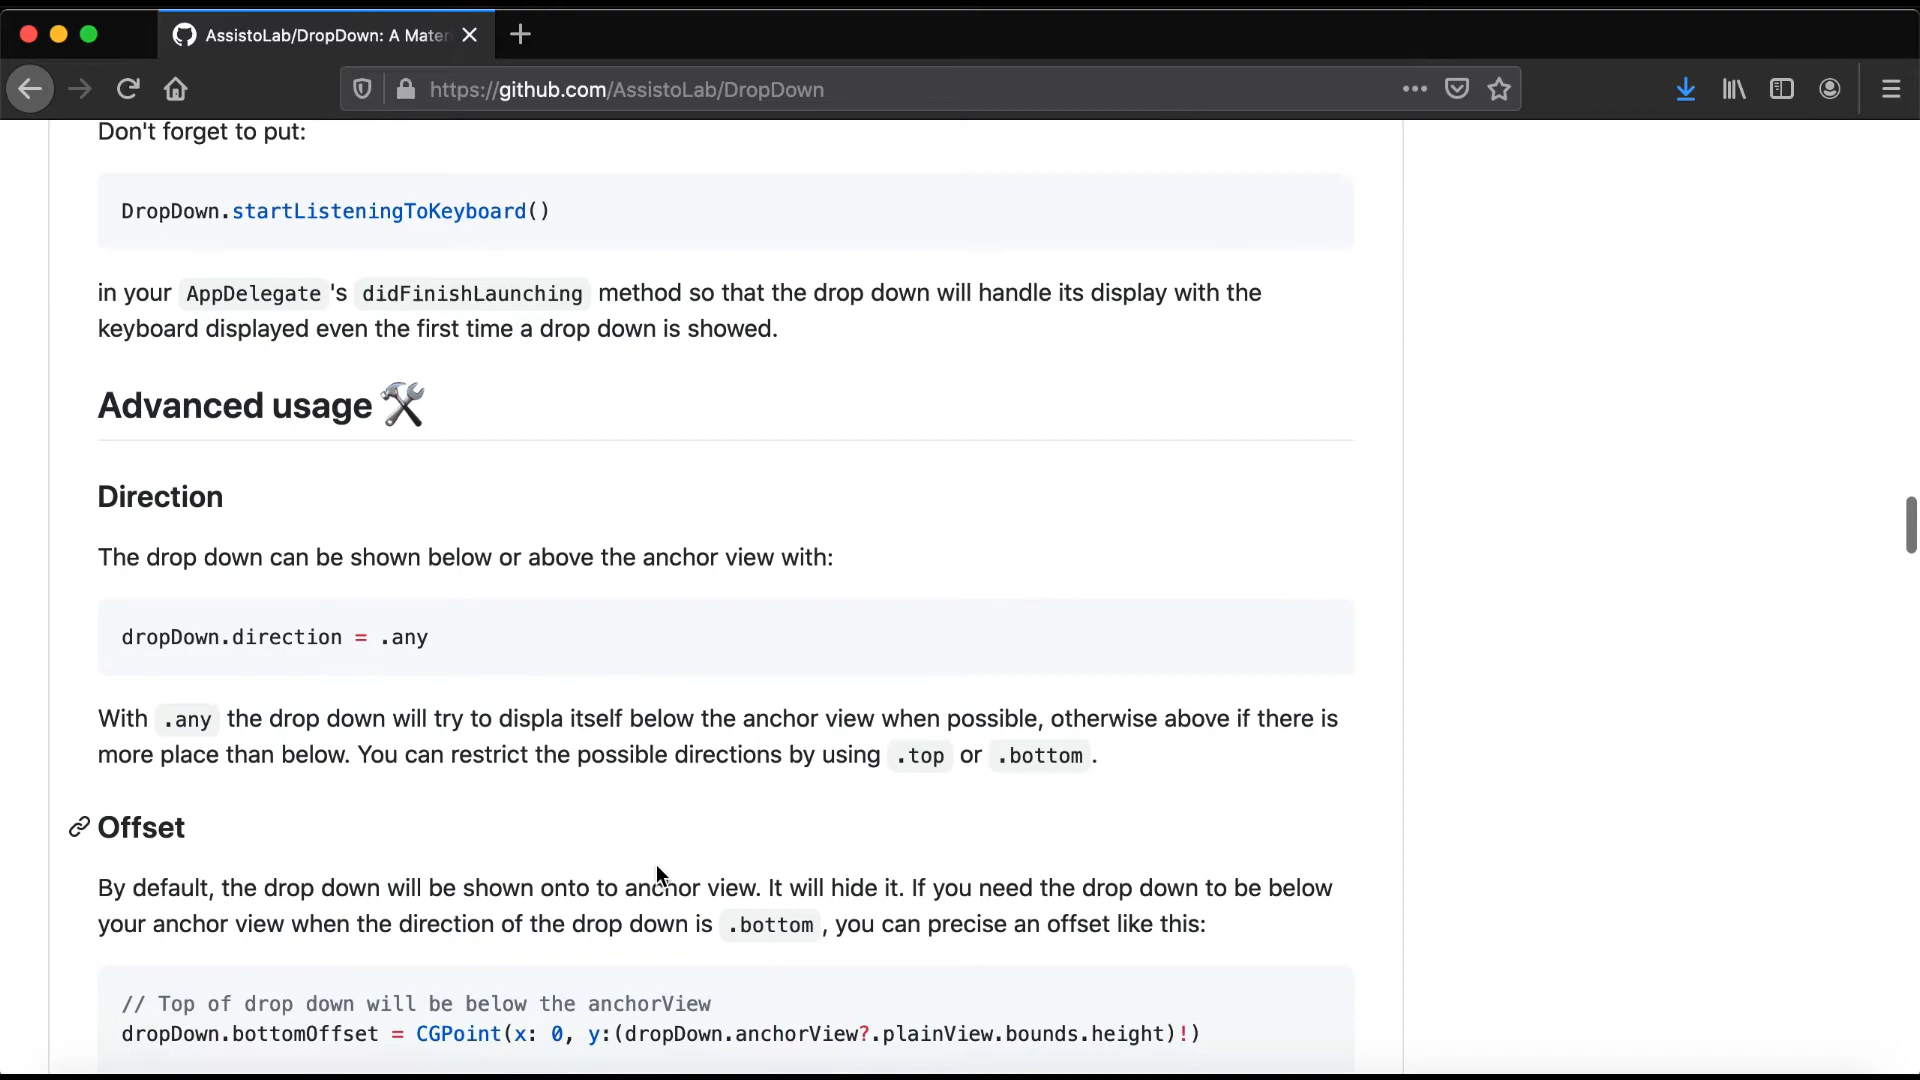 AssistoLab/DropDown: A Mater
https://github.com/AssistoLab/DropDown
Don't forget to put:
DropDown.startListeningToKeyboard()
in your AppDelegate 's didFinishLaunching method so that the drop down will handle its display with the
keyboard displayed even the first time a drop down is showed.
Advanced usage
Direction
The drop down can be shown below or above the anchor view with:
dropDown.direction = .any
With .any the drop down will try to displa itself below the anchor view when possible, otherwise above if there is
more place than below. You can restrict the possible directions by using .top or .bottom .
Offset
By default, the drop down will be shown onto to anchor view. It will hide it. If you need the drop down to be below
your anchor view when the direction of the drop down is .bottom , you can precise an offset like this:
// Top of drop down will be below the anchorView
dropDown.bottomOffset = CGPoint(x: 0, y:(dropDown.anchorView?.plainView.bounds.height)!)